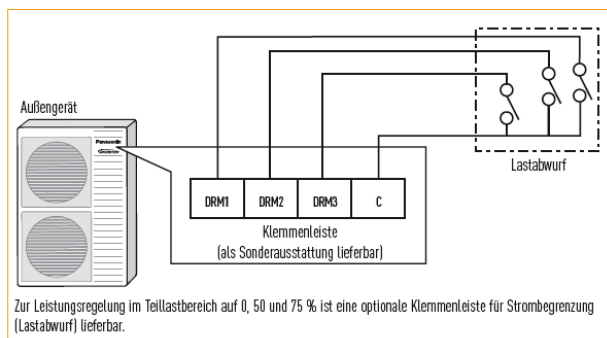 Außengerät
Panasonic
Lastabwurf
DRM1 DRM2 DRM3 C
Klemmenleiste
(als Sonderausstattung lieferbar)
Zur Leistungsregelung im Teillastbereich auf 0, 50 und 75 % ist eine optionale Klemmenleiste für Strombegrenzung
(Lastabwurf) lieferbar.